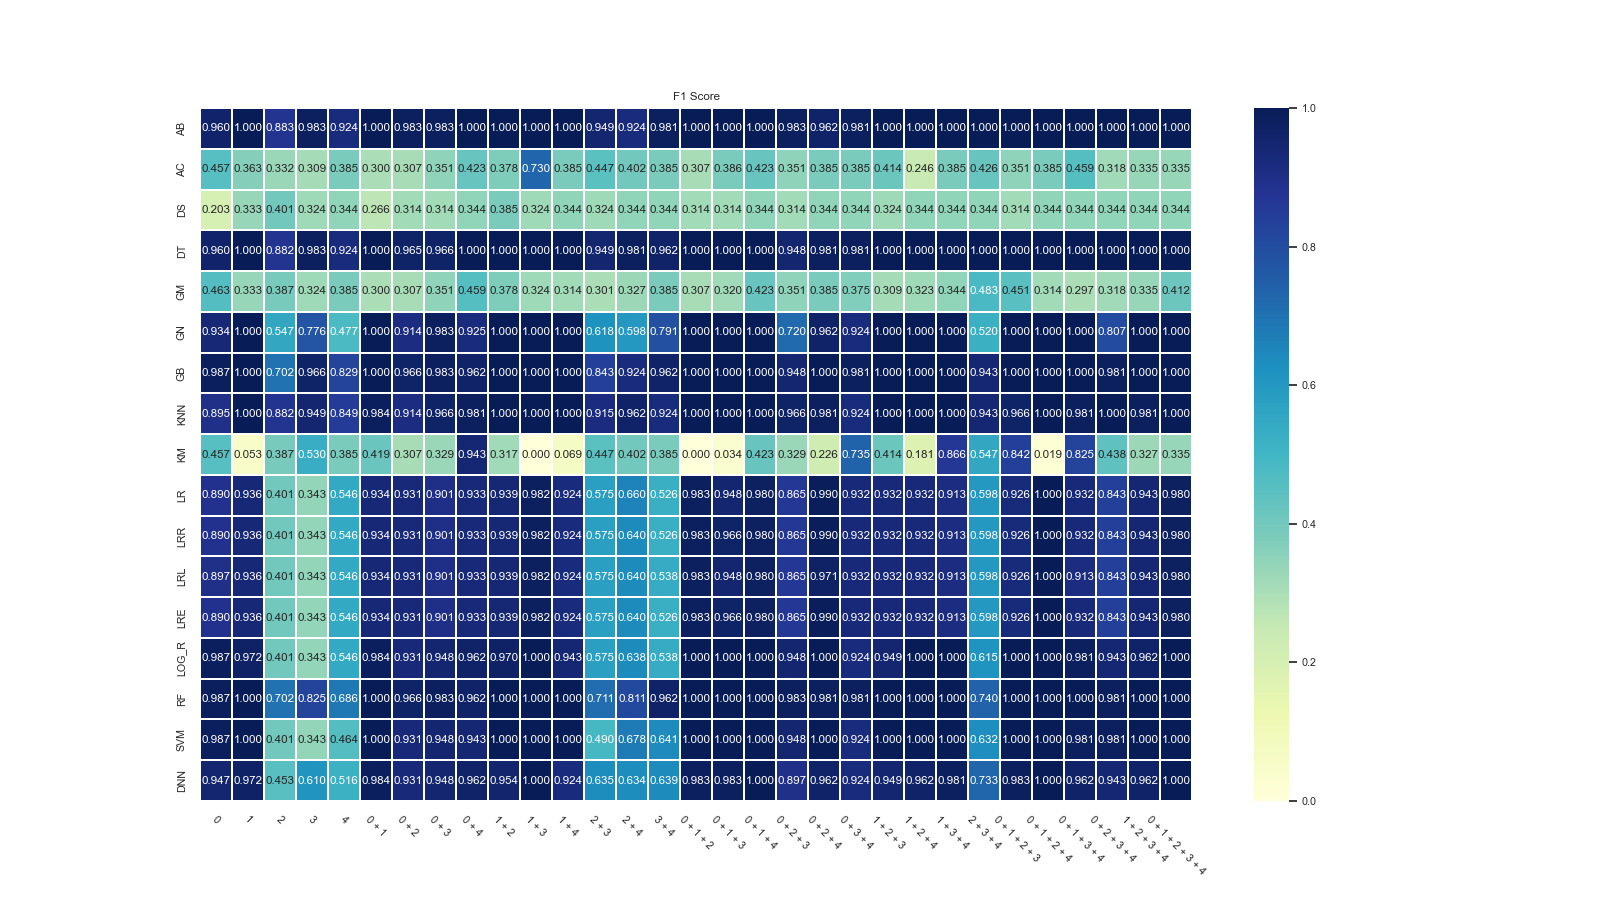 F1 Score
AB 0.960 1.000 0.883 0.983 0.924 1.000 0.983 0.983 1.000 1.000 1.000 1.000 0.949 0.924 0.981 1.000 1.000 1.000 0.983 0.962 0.981 1.000 1.000 1.000 1.000 1.000 1.000 1.000 1.000 1.000 1.000
AC 0.457 0.363 0.332 0.309 0.385 0.300 0.307 0.351 0.423 0.378 0.730 0.385 0.447 0.402 0.385 0.307 0.386 0.423 0.351 0.385 0.385 0.414 0.246 0.385 0.426 0.351 0.385 0.459 0.318 0.335 0.335
DS 0.203 0.333 0.401 0.324 0.344 0.266 0.314 0.314 0.344 0.385 0.324 0.344 0.324 0.344 0.344 0.314 0.314 0.344 0.314 0.344 0.344 0.324 0.344 0.344 0.344 0.314 0.344 0.344 0.344 0.344 0.344
DT 0.960 1.000 0.882 0.983 0.924 1.000 0.965 0.966 1.000 1.000 1.000 1.000 0.949 0.981 0.962 1.000 1.000 1.000 0.948 0.981 0.981 1.000 1.000 1.000 1.000 1.000 1.000 1.000 1.000 1.000 1.000
GM 0.463 0.333 0.387 0.324 0.385 0.300 0.307 0.351 0.459 0.378 0.324 0.314 0.301 0.327 0.385 0.307 0.320 0.423 0.351 0.385 0.375 0.309 0.323 0.344 0.483 0.451 0.314 0.297 0.318 0.335 0.412
GN 0.934 1.000 0.547 0.776 0.477 1.000 0.914 0.983 0.925 1.000 1.000 1.000 0.618 0.598 0.791 1.000 1.000 1.000 0.720 0.962 0.924 1.000 1.000 1.000 0.520 1.000 1.000 1.000 0.807 1.000 1.000
GB 0.987 1.000 0.702 0.966 0.829 1.000 0.966 0.983 0.962 1.000 1.000 1.000 0.843 0.924 0.962 1.000 1.000 1.000 0.948 1.000 0.981 1.000 1.000 1.000 0.943 1.000 1.000 1.000 0.981 1.000 1.000
KNN 0.895 1.000 0.882 0.949 0.849 0.984 0.914 0.966 0.981 1.000 1.000 1.000 0.915 0.962 0.924 1.000 1.000 1.000 0.966 0.981 0.924 1.000 1.000 1.000 0.943 0.966 1.000 0.981 1.000 0.981 1.000
KM 0.457 0.053 0.387 0.530 0.385 0.419 0.307 0.329 0.943 0.317 0.000 0.069 0.447 0.402 0.385 0.000 0.034 0.423 0.329 0.226 0.735 0.414 0.181 0.866 0.547 0.842 0.019 0.825 0.438 0.327 0.335
LR 0.890 0.936 0.401 0.343 0.546 0.934 0.931 0.901 0.933 0.939 0.982 0.924 0.575 0.660 0.526 0.983 0.948 0.980 0.865 0.990 0.932 0.932 0.932 0.913 0.598 0.926 1.000 0.932 0.843 0.943 0.980
LRR 0.890 0.936 0.401 0.343 0.546 0.934 0.931 0.901 0.933 0.939 0.982 0.924 0.575 0.640 0.526 0.983 0.966 0.980 0.865 0.990 0.932 0.932 0.932 0.913 0.598 0.926 1.000 0.932 0.843 0.943 0.980
LRL 0.897 0.936 0.401 0.343 0.546 0.934 0.931 0.901 0.933 0.939 0.982 0.924 0.575 0.640 0.538 0.983 0.948 0.980 0.865 0.971 0.932 0.932 0.932 0.913 0.598 0.926 1.000 0.913 0.843 0.943 0.980
LRE 0.890 0.936 0.401 0.343 0.546 0.934 0.931 0.901 0.933 0.939 0.982 0.924 0.575 0.640 0.526 0.983 0.966 0.980 0.865 0.990 0.932 0.932 0.932 0.913 0.598 0.926 1.000 0.932 0.843 0.943 0.980
LOG_R 0.987 0.972 0.401 0.343 0.546 0.984 0.931 0.948 0.962 0.970 1.000 0.943 0.575 0.638 0.538 1.000 1.000 1.000 0.948 1.000 0.924 0.949 1.000 1.000 0.615 1.000 1.000 0.981 0.943 0.962 1.000
RF 0.987 1.000 0.702 0.825 0.686 1.000 0.966 0.983 0.962 1.000 1.000 1.000 0.711 0.811 0.962 1.000 1.000 1.000 0.983 0.981 0.981 1.000 1.000 1.000 0.740 1.000 1.000 1.000 0.981 1.000 1.000
SVM 0.987 1.000 0.401 0.343 0.464 1.000 0.931 0.948 0.943 1.000 1.000 1.000 0.490 0.678 0.641 1.000 1.000 1.000 0.948 1.000 0.924 1.000 1.000 1.000 0.632 1.000 1.000 0.981 0.981 1.000 1.000
DNN 0.947 0.972 0.453 0.610 0.516 0.984 0.931 0.948 0.962 0.954 1.000 0.924 0.635 0.634 0.639 0.983 0.983 1.000 0.897 0.962 0.924 0.949 0.962 0.981 0.733 0.983 1.000 0.962 0.943 0.962 1.000
0 1 2 3 4 0 + 1 0 + 2 0 + 3 0 + 4 1 + 2 1 + 3 1 + 4 2 + 3 2 + 4 3 + 4 0 + 1 + 2 0 + 1 + 3 0 + 1 + 4 0 + 2 + 3 0 + 2 + 4 0 + 3 + 4 1 + 2 + 3 1 + 2 + 4 1 + 3 + 4 2 + 3 + 4 0 + 1 + 2 + 3 0 + 1 + 2 + 4 0 + 1 + 3 + 4 0 + 2 + 3 + 4 1 + 2 + 3 + 4 0 + 1 + 2 + 3 + 4
1.0
0.8
0.6
0.4
0.2
0.0